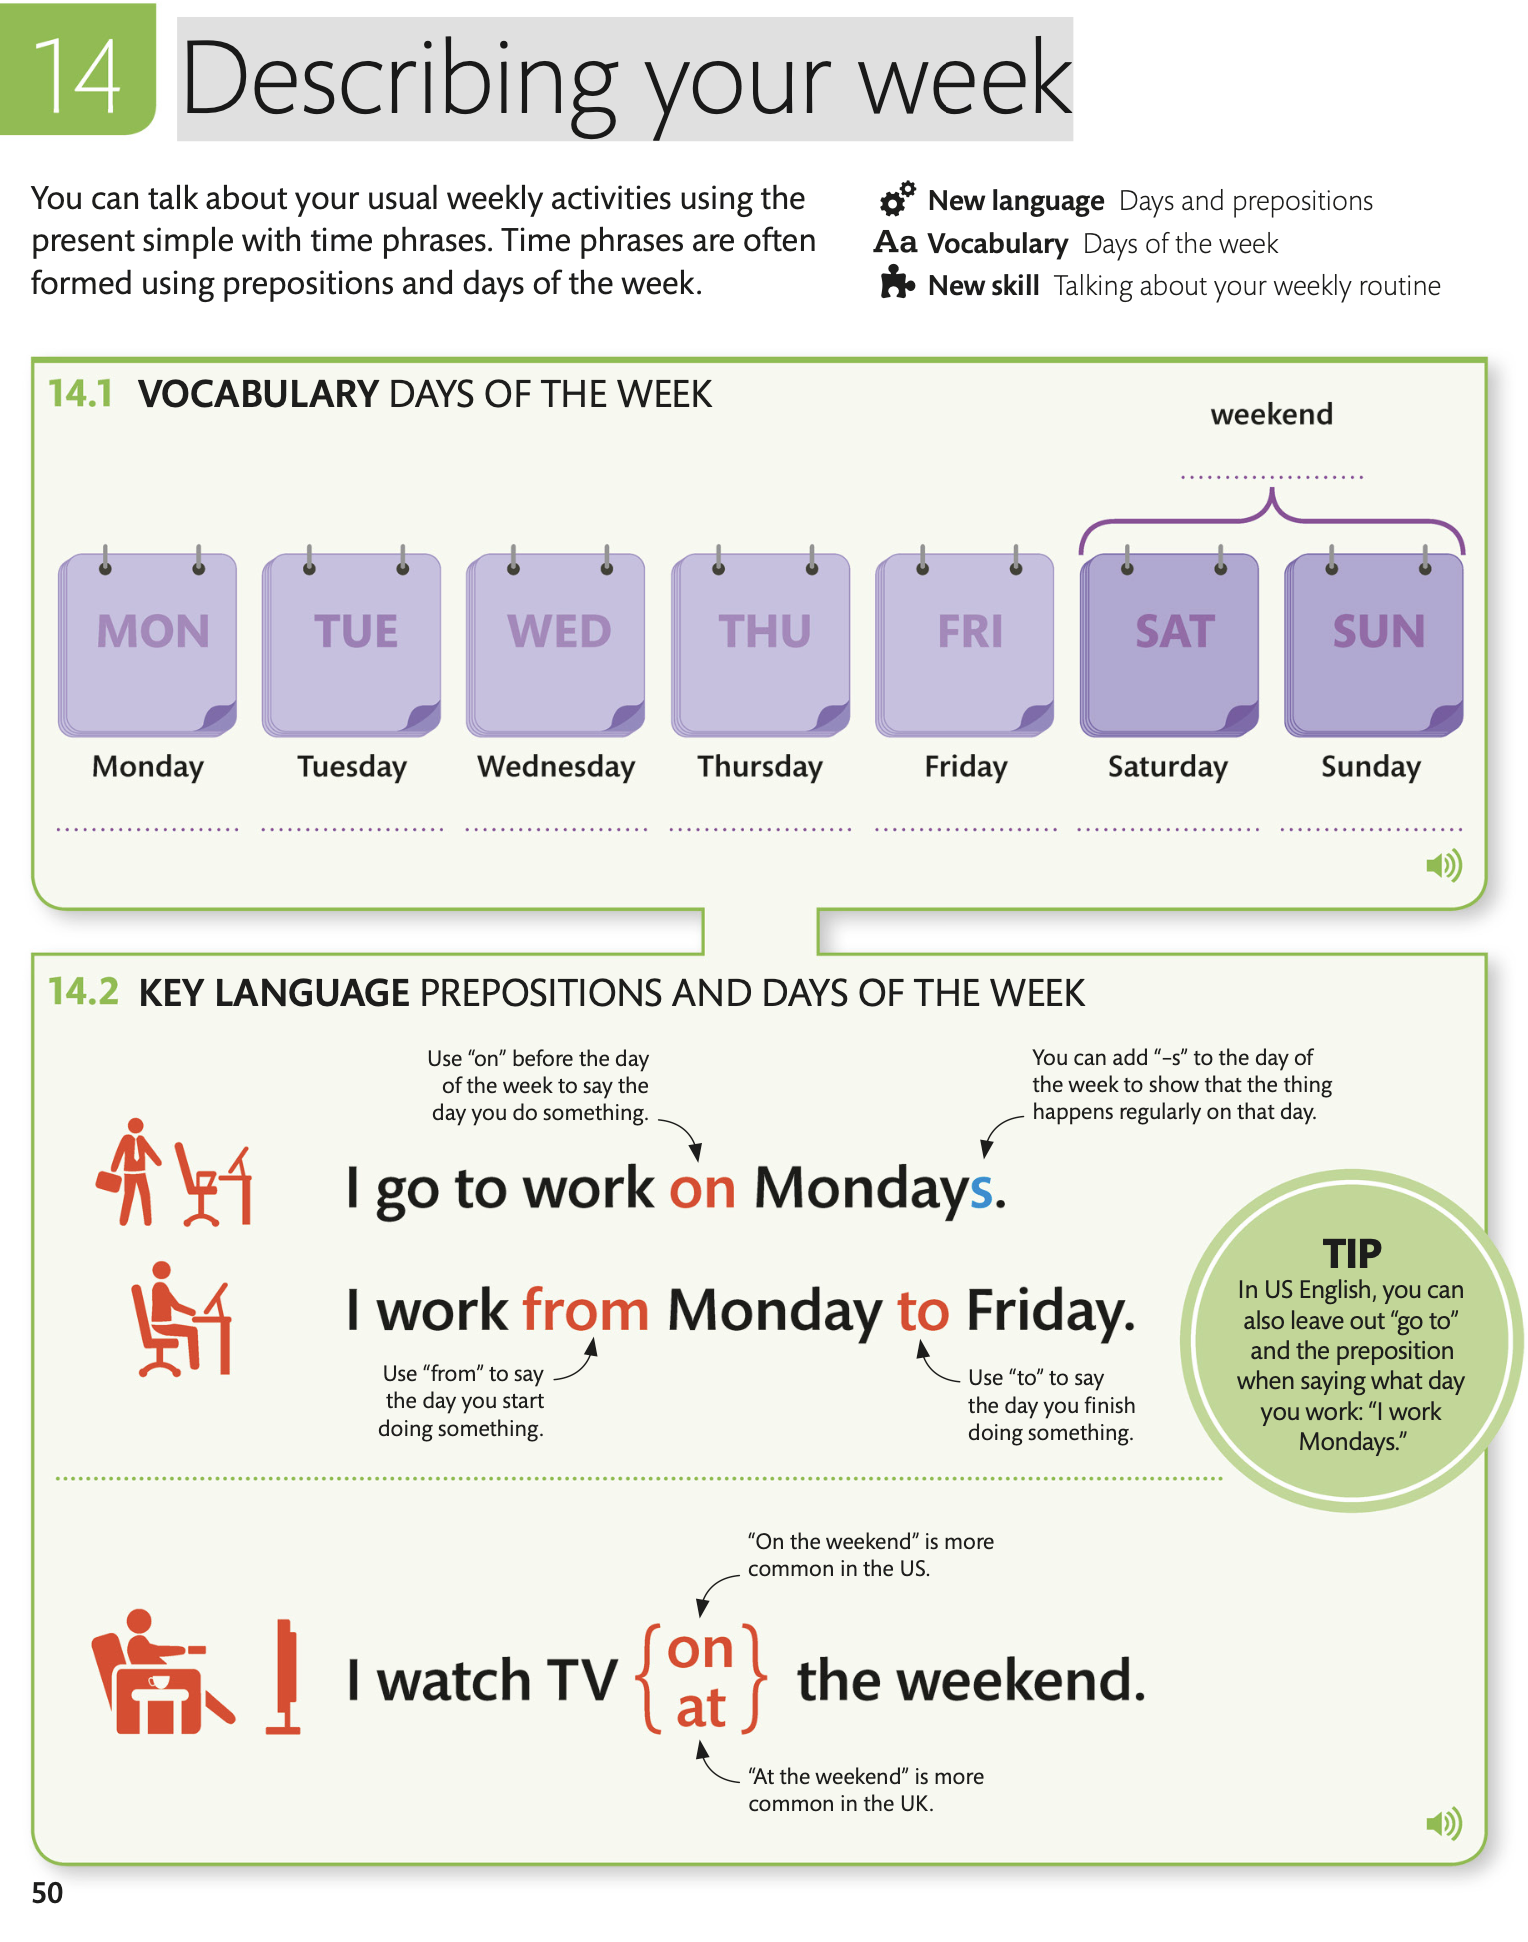 14 Describing your week
You can talk about your usual weekly activities using the
present simple with time phrases. Time phrases are often
formed using prepositions and days of the week.
New language Days and prepositions
Aa Vocabulary Days of the week
New skill Talking about your weekly routine
14.1 VOCABULARY DAYS OF THE WEEK
weekend
MON TUE WED THU FRI SAT SUN
Monday Tuesday Wednesday Thursday Friday Saturday Sunday
14.2 KEY LANGUAGE PREPOSITIONS AND DAYS OF THE WEEK
Use “on” before the day
of the week to say the
day you do something.
You can add “–s” to the day of
the week to show that the thing
happens regularly on that day.
I go to work on Mondays.
I work from Monday to Friday.
Use “from” to say
the day you start
doing something.
Use “to” to say
the day you finish
doing something.
TIP
In US English, you can
also leave out “go to”
and the preposition
when saying what day
you work: “I work
Mondays.”
“On the weekend” is more
common in the US.
I watch TV { on at } the weekend.
“At the weekend” is more
common in the UK.
50